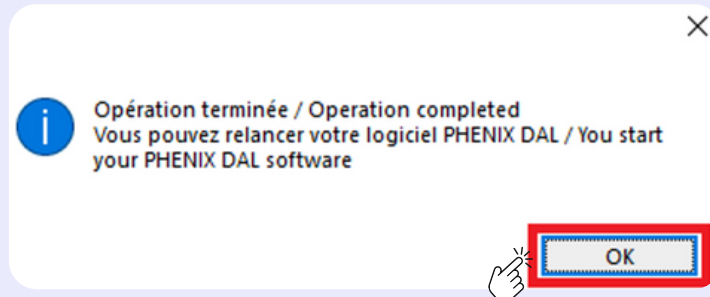 Opération terminée / Operation completed
Vous pouvez relancer votre logiciel PHENIX DAL / You start
your PHENIX DAL software
OK